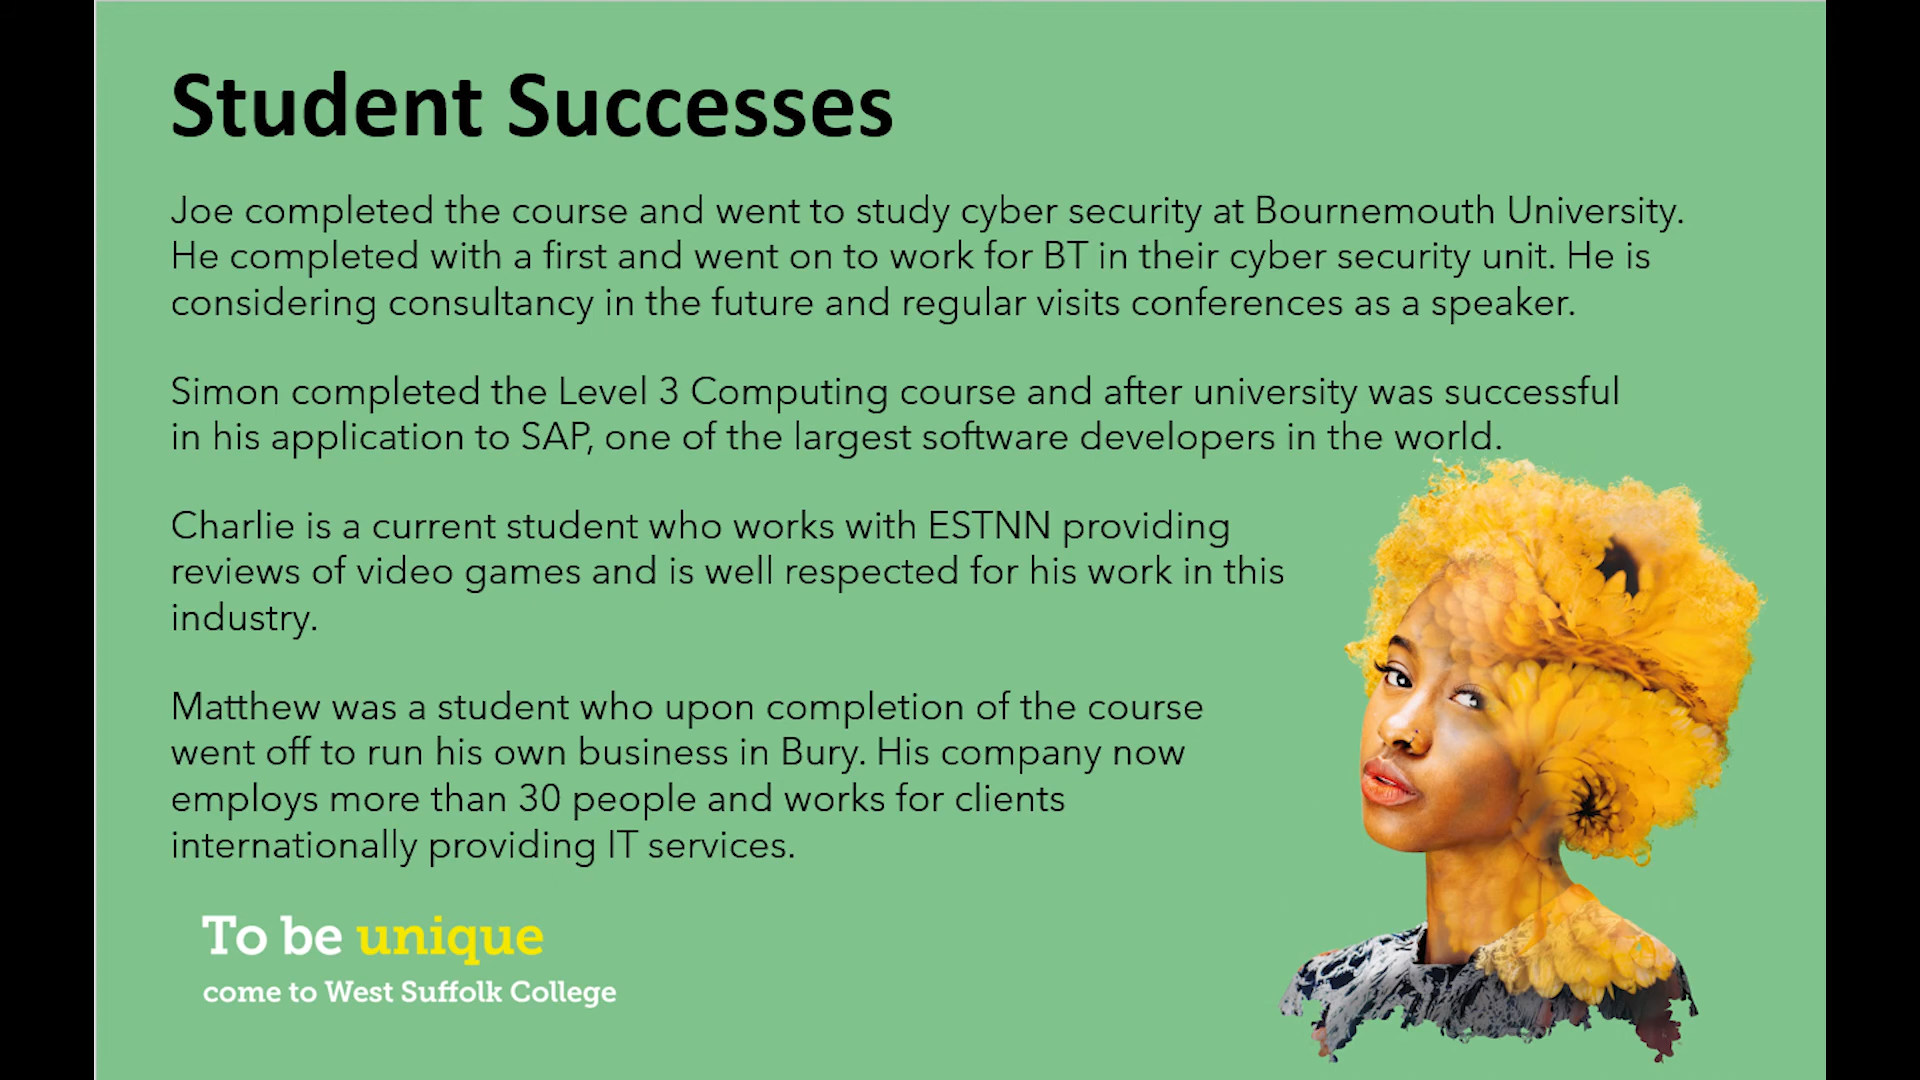 Student Successes
Joe completed the course and went to study cyber security at Bournemouth University.
He completed with a first and went on to work for BT in their cyber security unit. He is
considering consultancy in the future and regular visits conferences as a speaker.
Simon completed the Level 3 Computing course and after university was successful
in his application to SAP, one of the largest software developers in the world.
Charlie is a current student who works with ESTNN providing
reviews of video games and is well respected for his work in this
industry.
Matthew was a student who upon completion of the course
went off to run his own business in Bury. His company now
employs more than 30 people and works for clients
internationally providing IT services.
To be unique
come to West Suffolk College